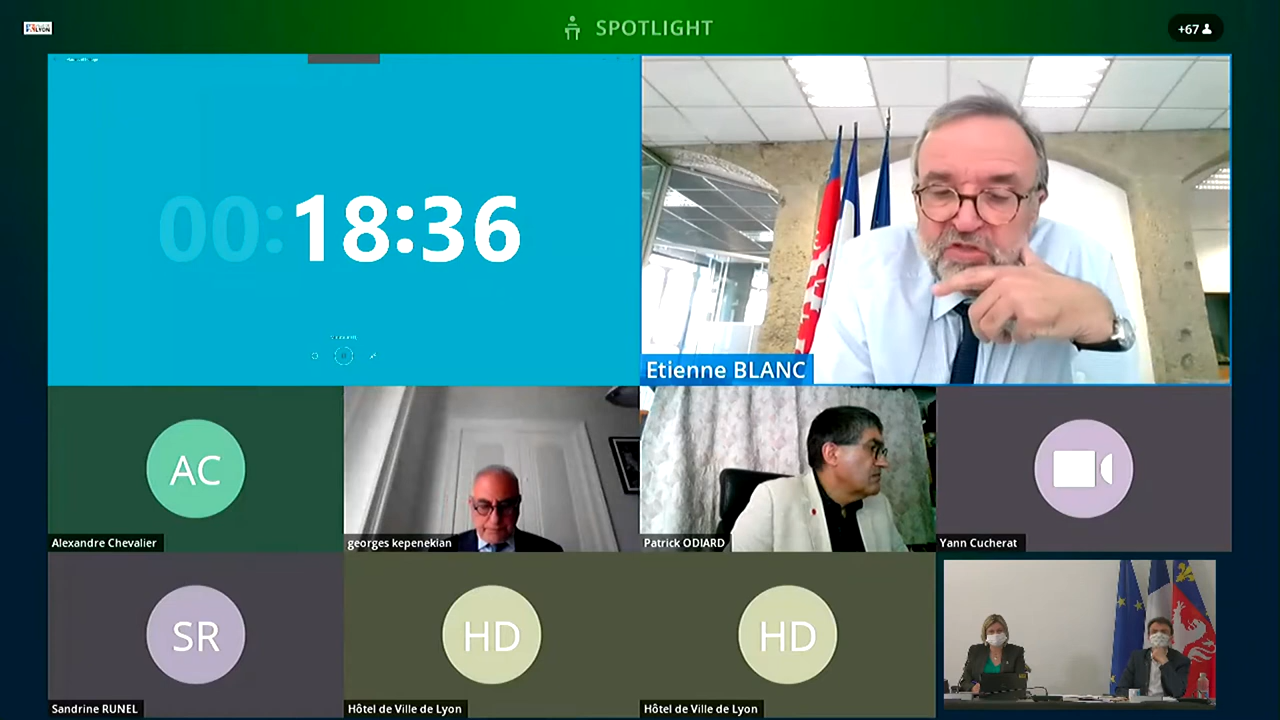 LYON
SPOTLIGHT
+67
00:18:36
Etienne BLANC
AC
Alexandre Chevalier
georges kepenekian
Patrick ODIARD
Yann Cucherat
SR
Sandrine RUNEL
HD
Hôtel de Ville de Lyon
HD
Hôtel de Ville de Lyon